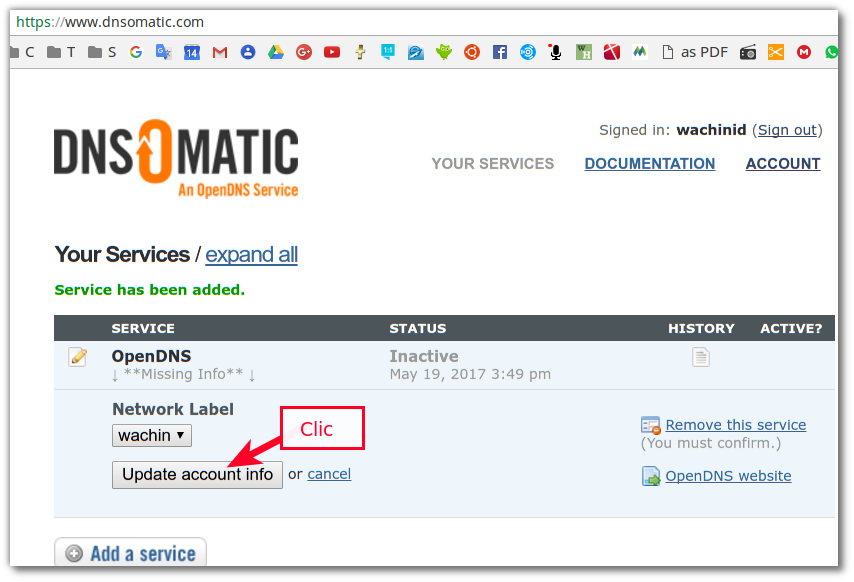 https://www.dnsomatic.com
C T S 14 1:1 W H M as PDF M
Signed in: wachinid (Sign out)
DNSOMATIC
An OpenDNS Service
YOUR SERVICES DOCUMENTATION ACCOUNT
Your Services / expand all
Service has been added.
SERVICE STATUS HISTORY ACTIVE?
OpenDNS Inactive
↓ **Missing Info** ↓ May 19, 2017 3:49 pm
Network Label
Clic
wachin ▼
Remove this service
(You must confirm.)
Update account info or cancel
OpenDNS website
Add a service